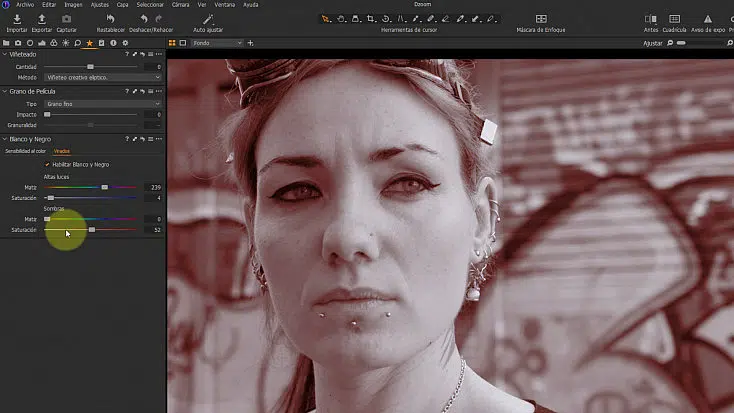 Archivo Editar Imagen Ajustes Capa Seleccionar Cámara Ver Ventana Ayuda Dzoom
Importar Exportar Capturar Restablecer Deshacer/Rehacer Auto ajustar Herramientas de cursor Máscara de Enfoque Antes Cuadrícula Aviso de expo
Fondo Ajustar
Viñeteado
Cantidad 0
Método Viñeteo creativo elíptico.
Grano de Película
Tipo Grano fino
Impacto 0
Granuralidad
Blanco y Negro
Sensibilidad al color Virados
Habilitar Blanco y Negro
Altas luces
Matiz 239
Saturación 4
Sombras
Matiz 0
Saturación 52